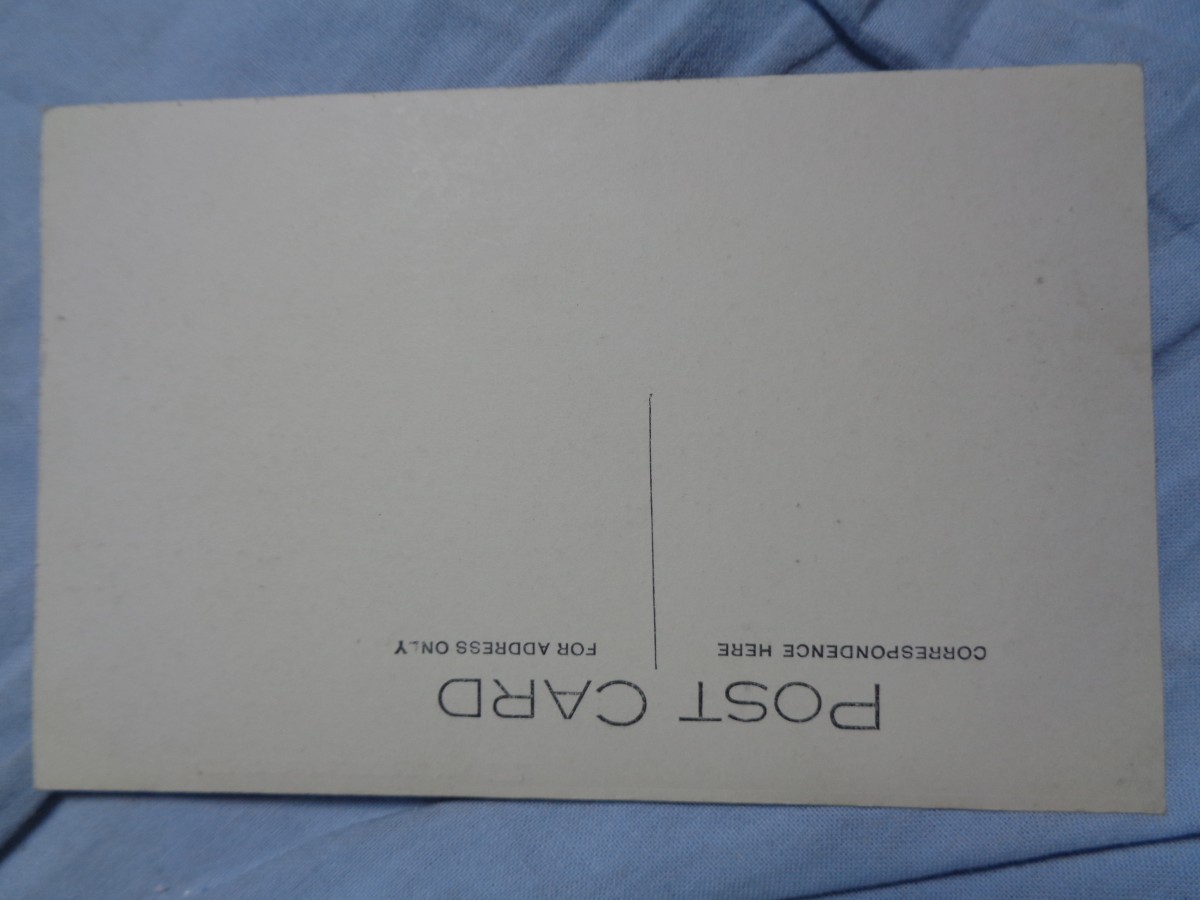 POST CARD
CORRESPONDENCE HERE
FOR ADDRESS ONLY